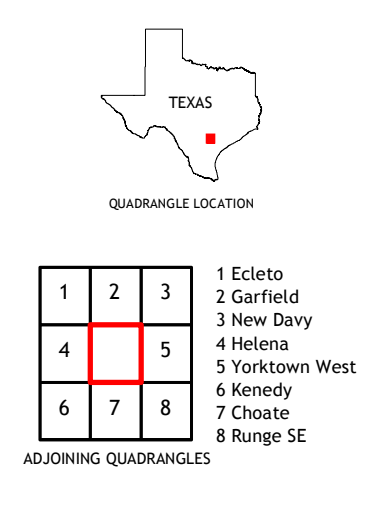 TEXAS
QUADRANGLE LOCATION
1 2 3
4 5
6 7 8
1 Ecleto
2 Garfield
3 New Davy
4 Helena
5 Yorktown West
6 Kenedy
7 Choate
8 Runge SE
ADJOINING QUADRANGLES